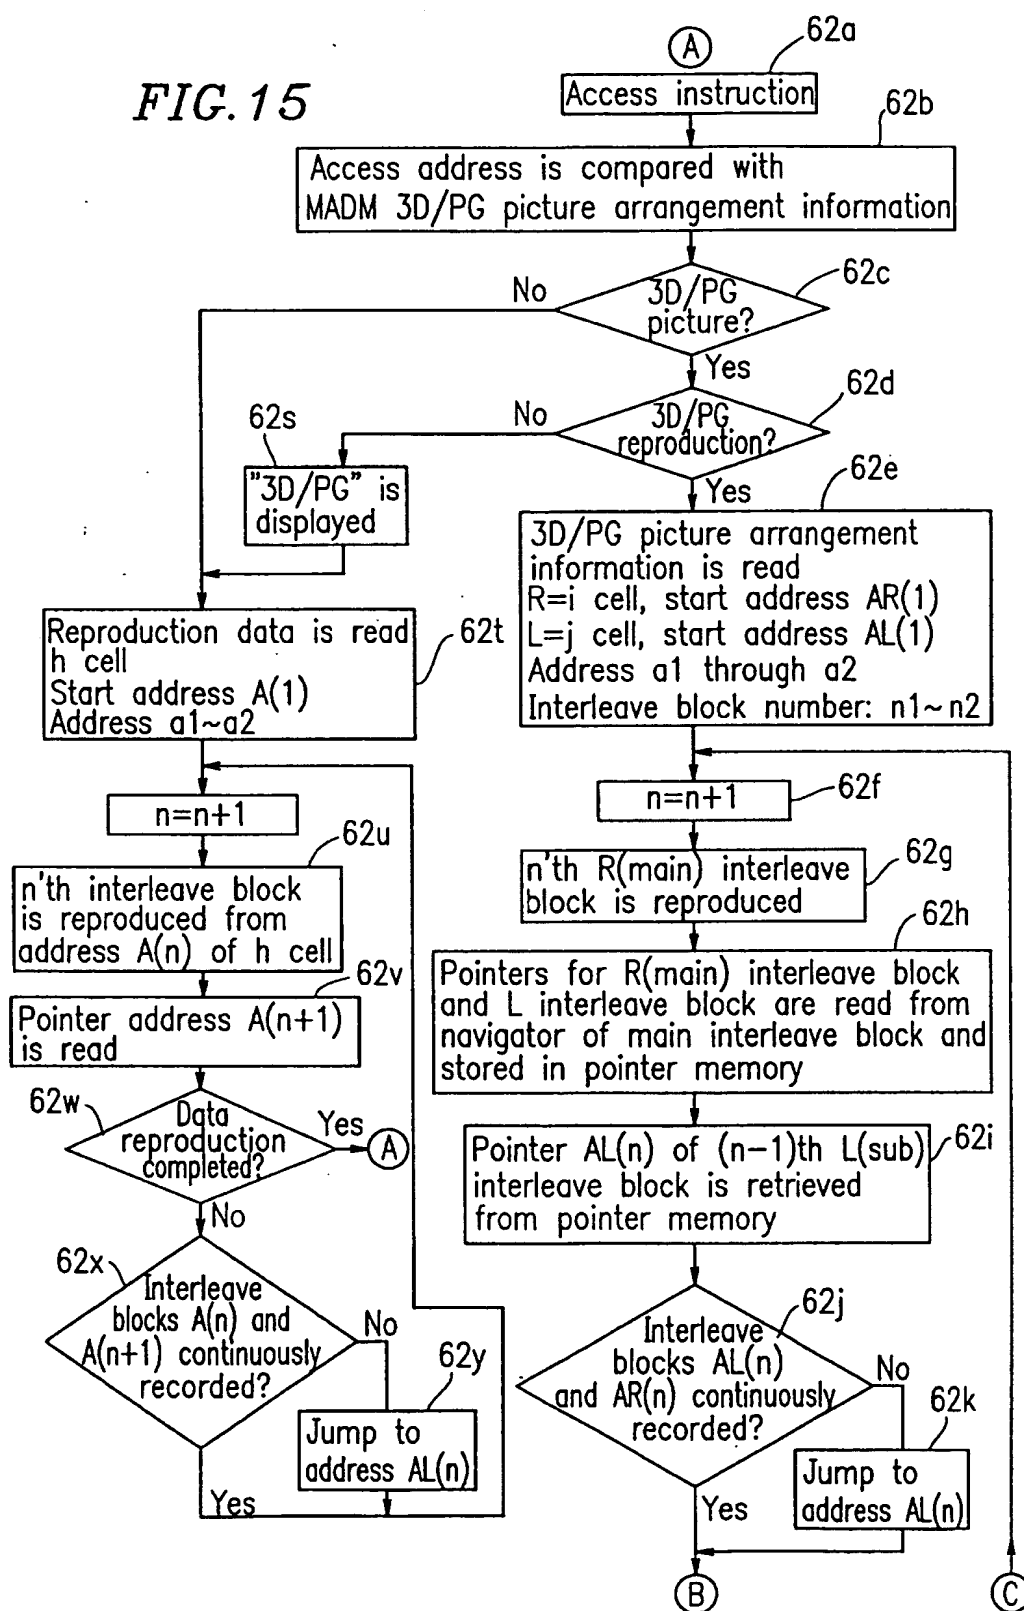 FIG.15
A
62a
Access instruction
62b
Access address is compared with
MADM 3D/PG picture arrangement information
62c
No
3D/PG
picture?
Yes
62d
No
3D/PG
reproduction?
Yes
62s
"3D/PG" is
displayed
62e
3D/PG picture arrangement
information is read
R=i cell, start address AR(1)
L=j cell, start address AL(1)
Address a1 through a2
Interleave block number: n1~n2
62t
Reproduction data is read
h cell
Start address A(1)
Address a1~a2
n=n+1
62f
n=n+1
62u
n'th interleave block
is reproduced from
address A(n) of h cell
62g
n'th R(main) interleave
block is reproduced
62v
Pointer address A(n+1)
is read
62h
Pointers for R(main) interleave block
and L interleave block are read from
navigator of main interleave block and
stored in pointer memory
62w
Data
reproduction
completed?
Yes
A
No
62i
Pointer AL(n) of (n-1)th L(sub)
interleave block is retrieved
from pointer memory
62x
Interleave
blocks A(n) and
A(n+1) continuously
recorded?
No
62y
Jump to
address AL(n)
Yes
62j
Interleave
blocks AL(n)
and AR(n) continuously
recorded?
No
62k
Jump to
address AL(n)
Yes
B
C